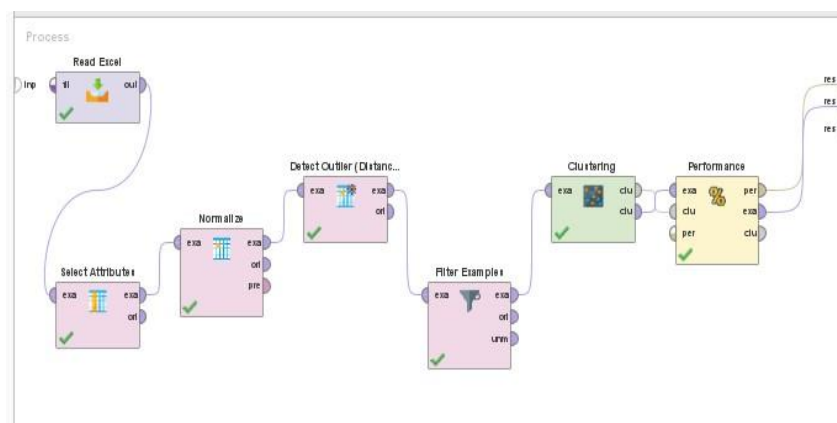 Process
Read Excel
inp
fil
out
res
res
res
Detect Outlier (Distanc...
exa
exa
ori
Clustering
exa
clu
clu
Performance
exa
per
clu
exa
per
clu
Normalize
exa
exa
ori
pre
Select Attributes
exa
exa
ori
Filter Examples
exa
exa
ori
unm